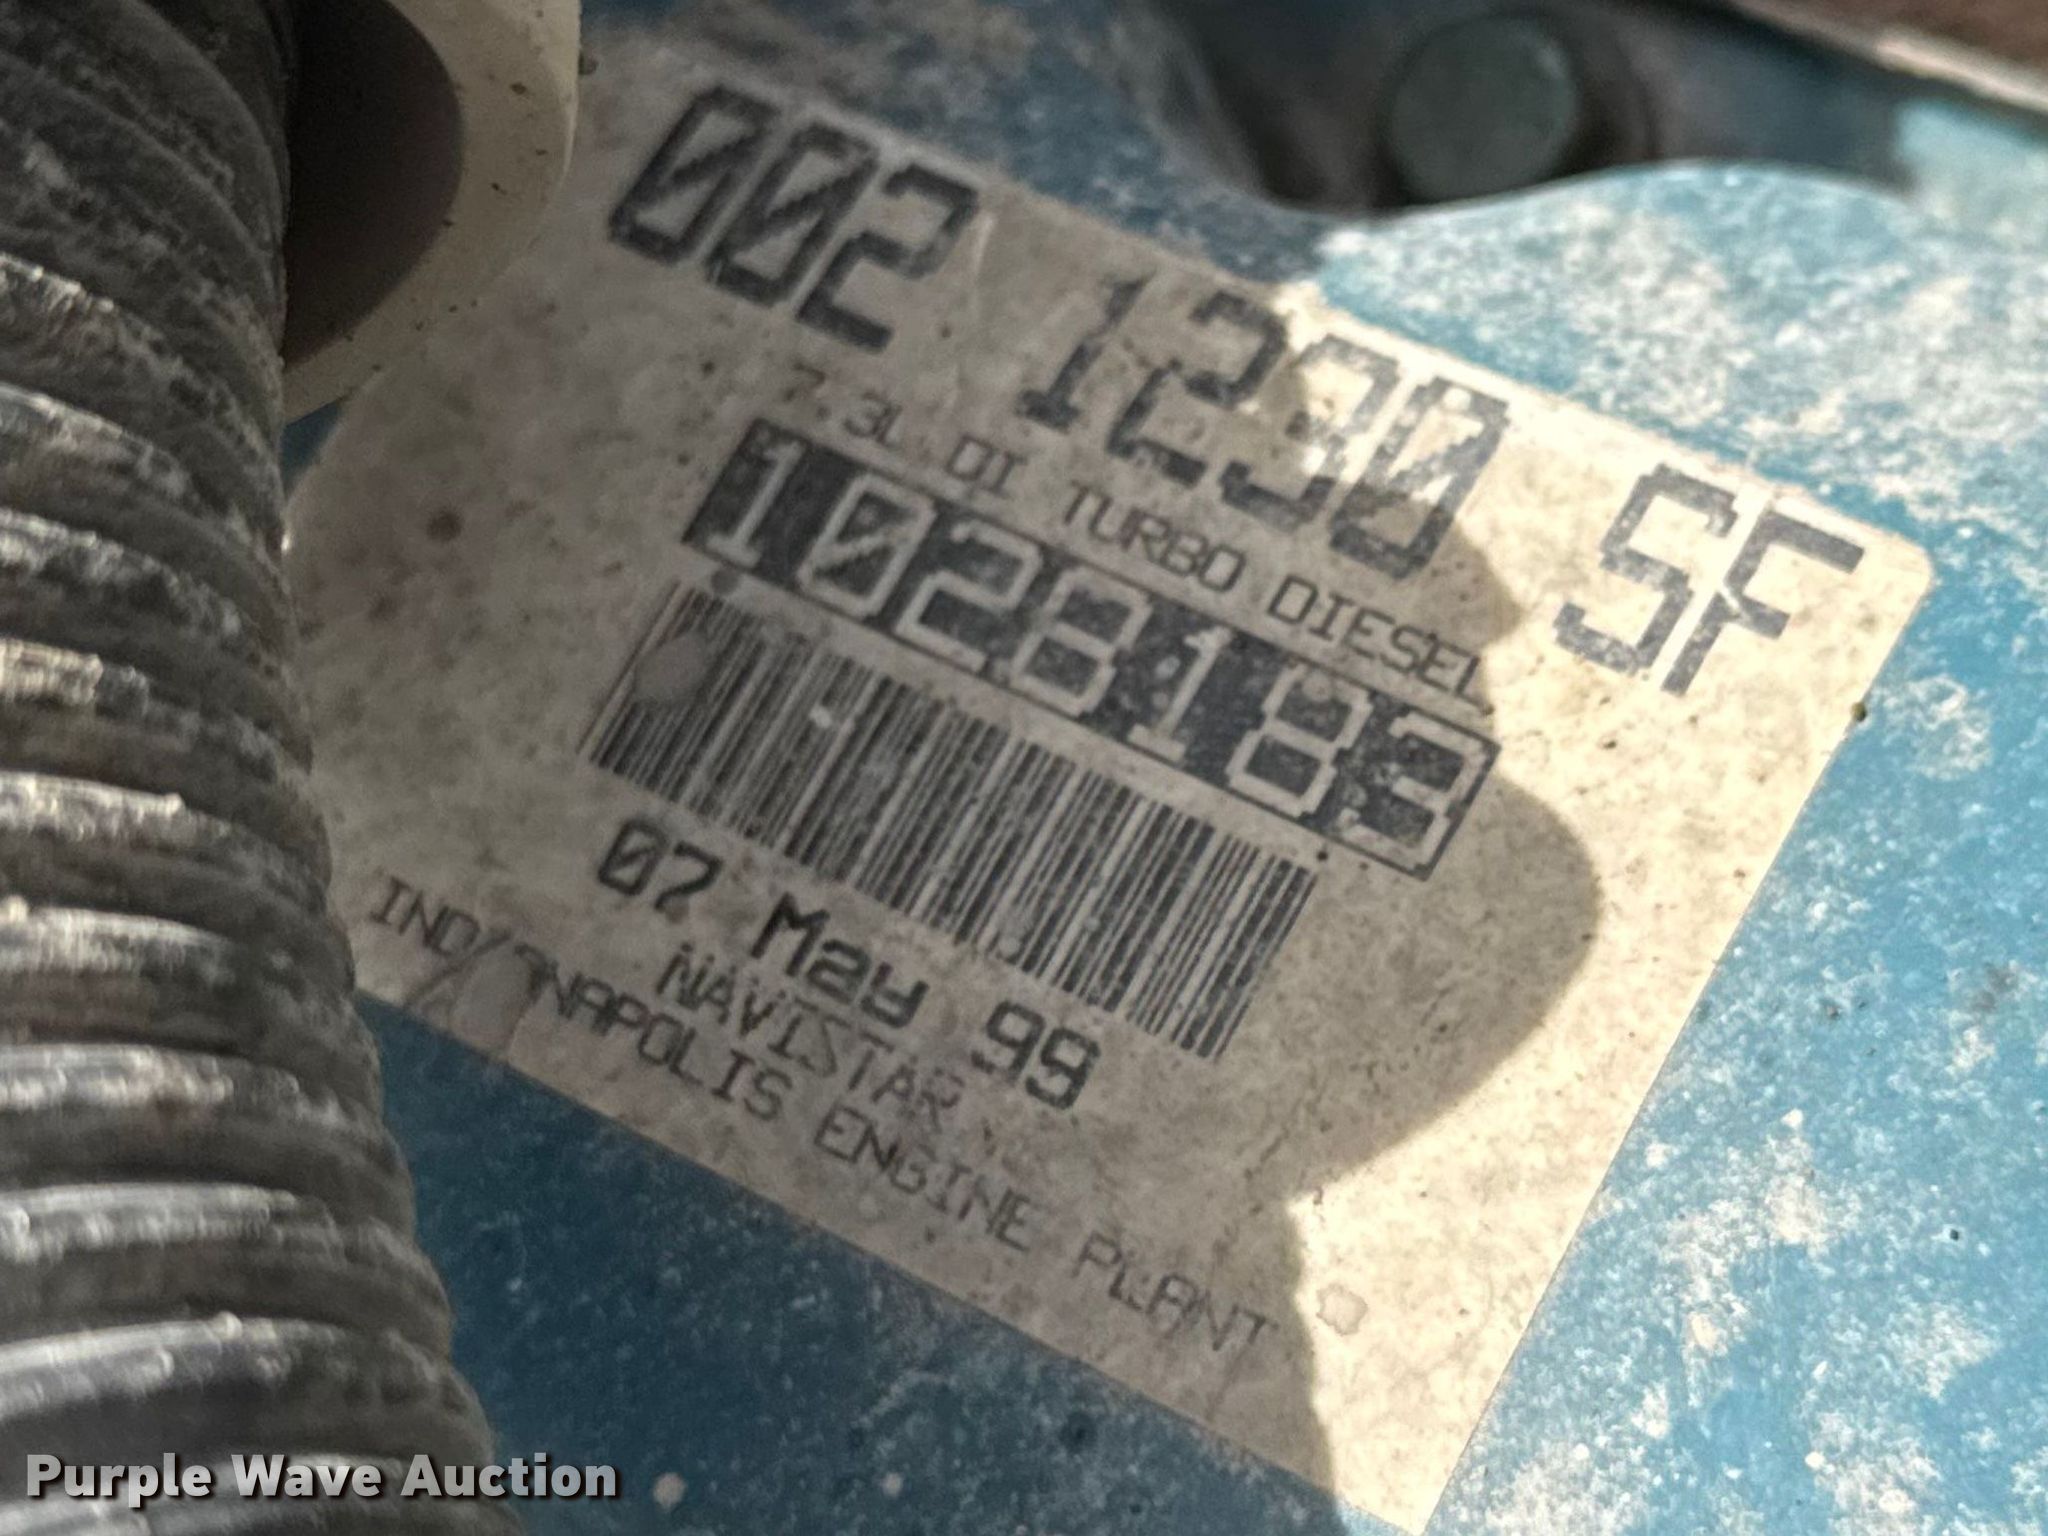 002 1230 SF
7.3L DI TURBO DIESEL
1028183
07 May 99
NAVISTAR
INDIANAPOLIS ENGINE PLANT
Purple Wave Auction